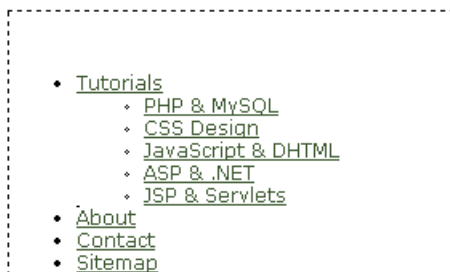 Tutorials
PHP & MySQL
CSS Design
JavaScript & DHTML
ASP & .NET
JSP & Servlets
About
Contact
Sitemap